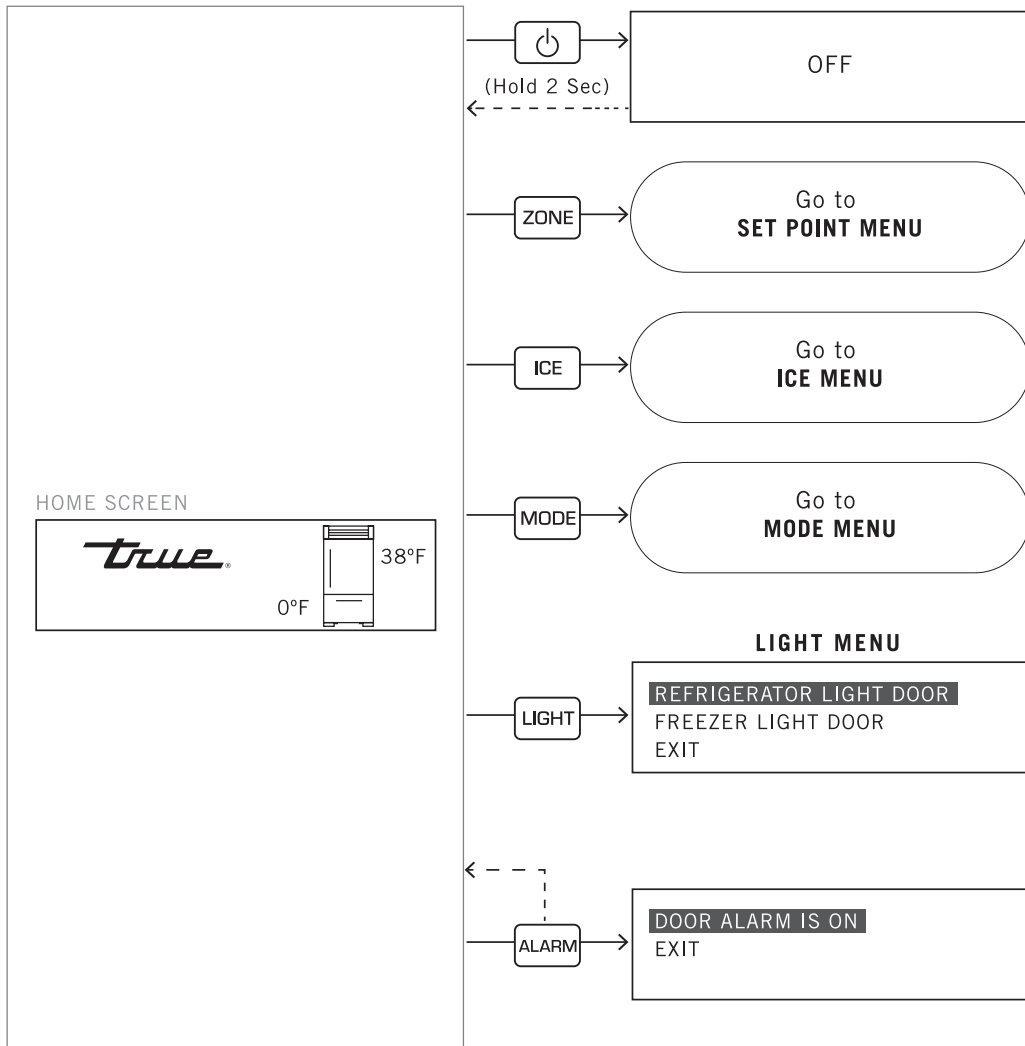 OFF
(Hold 2 Sec)
ZONE
Go to
SET POINT MENU
ICE
Go to
ICE MENU
MODE
Go to
MODE MENU
HOME SCREEN
true®
38ºF
0ºF
LIGHT MENU
LIGHT
REFRIGERATOR LIGHT DOOR
FREEZER LIGHT DOOR
EXIT
ALARM
DOOR ALARM IS ON
EXIT